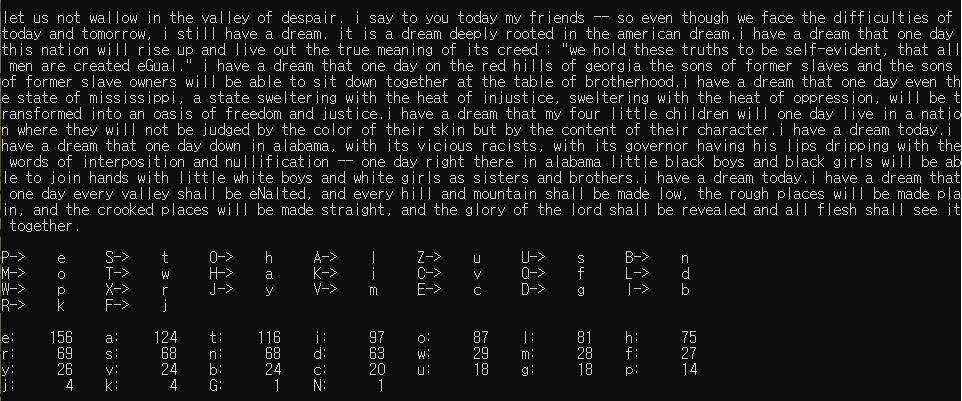 let us not wallow in the valley of despair. i say to you today my friends -- so even though we face the difficulties of
today and tomorrow, i still have a dream. it is a dream deeply rooted in the american dream.i have a dream that one day
this nation will rise up and live out the true meaning of its creed : "we hold these truths to be self-evident, that all
men are created eGual." i have a dream that one day on the red hills of georgia the sons of former slaves and the sons
of former slave owners will be able to sit down together at the table of brotherhood.i have a dream that one day even th
e state of mississippi, a state sweltering with the heat of injustice, sweltering with the heat of oppression, will be t
ransformed into an oasis of freedom and justice.i have a dream that my four little children will one day live in a natio
n where they will not be judged by the color of their skin but by the content of their character.i have a dream today.i
have a dream that one day down in alabama, with its vicious racists, with its governor having his lips dripping with the
words of interposition and nullification -- one day right there in alabama little black boys and black girls will be ab
le to join hands with little white boys and white girls as sisters and brothers.i have a dream today.i have a dream that
one day every valley shall be eNalted, and every hill and mountain shall be made low, the rough places will be made pla
in, and the crooked places will be made straight, and the glory of the lord shall be revealed and all flesh shall see it
together.
P-> e S-> t O-> h A-> l Z-> u U-> s B-> n
M-> o T-> w H-> a K-> i C-> v Q-> f L-> d
W-> p X-> r J-> y V-> m E-> c D-> g I-> b
R-> k F-> j
e: 156 a: 124 t: 116 i: 97 o: 87 l: 81 h: 75
r: 69 s: 68 n: 68 d: 63 w: 29 m: 28 f: 27
y: 26 v: 24 b: 24 c: 20 u: 18 g: 18 p: 14
j: 4 k: 4 G: 1 N: 1